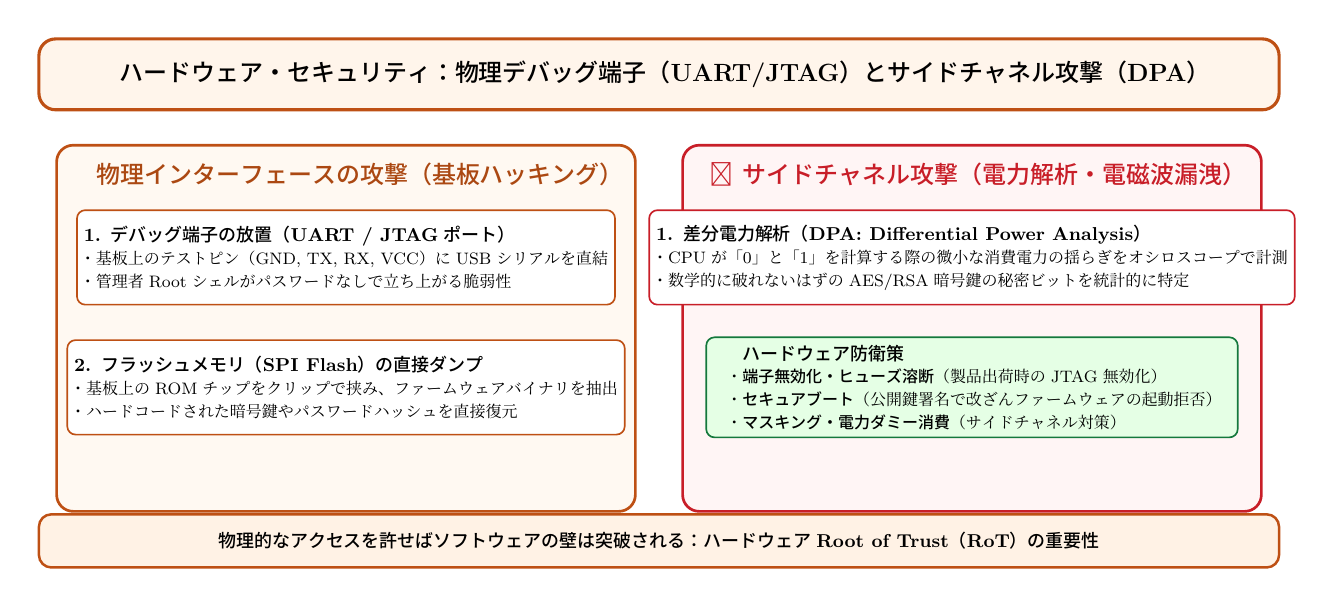 ハードウェア・セキュリティ：物理デバッグ端子（UART/JTAG）とサイドチャネル攻撃（DPA）
物理インターフェースの攻撃（基板ハッキング）
1. デバッグ端子の放置（UART / JTAG ポート）
・基板上のテストピン（GND, TX, RX, VCC）に USB シリアルを直結
・管理者 Root シェルがパスワードなしで立ち上がる脆弱性
2. フラッシュメモリ（SPI Flash）の直接ダンプ
・基板上の ROM チップをクリップで挟み、ファームウェアバイナリを抽出
・ハードコードされた暗号鍵やパスワードハッシュを直接復元
サイドチャネル攻撃（電力解析・電磁波漏洩）
1. 差分電力解析（DPA: Differential Power Analysis）
・CPU が「0」と「1」を計算する際の微小な消費電力の揺らぎをオシロスコープで計測
・数学的に破れないはずの AES/RSA 暗号鍵の秘密ビットを統計的に特定
ハードウェア防衛策
・端子無効化・ヒューズ溶断（製品出荷時の JTAG 無効化）
・セキュアブート（公開鍵署名で改ざんファームウェアの起動拒否）
・マスキング・電力ダミー消費（サイドチャネル対策）
物理的なアクセスを許せばソフトウェアの壁は突破される：ハードウェア Root of Trust（RoT）の重要性